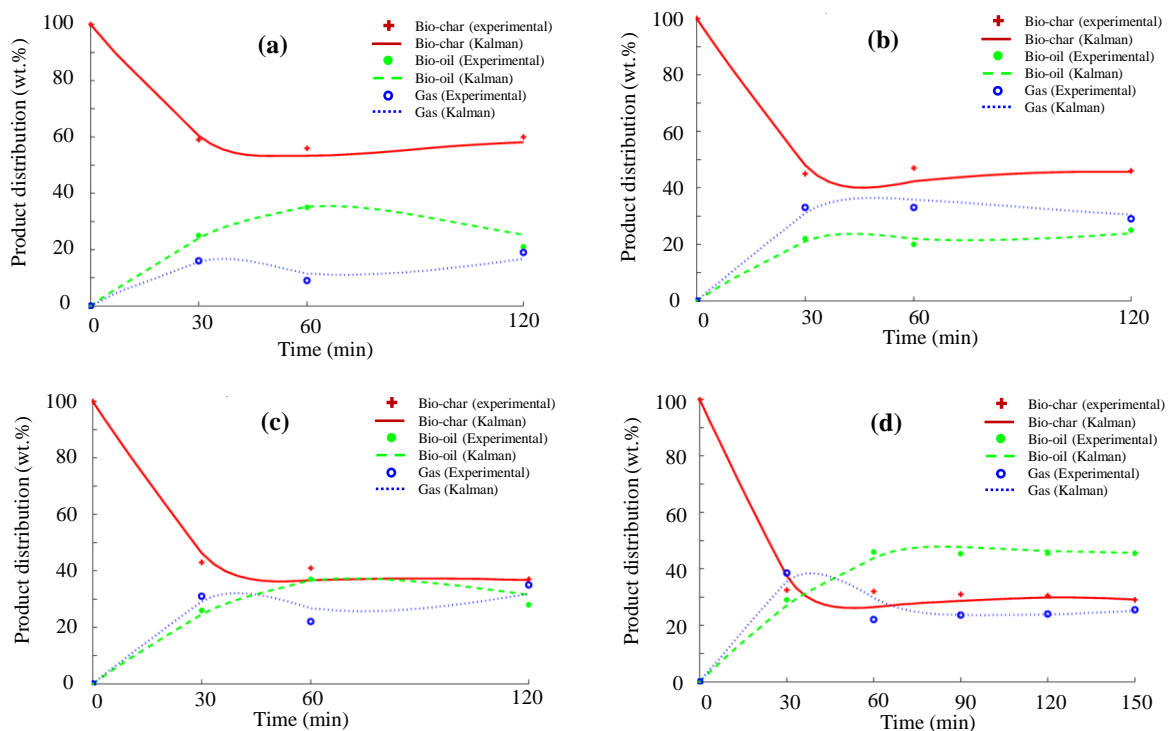 (a)
Product distribution (wt.%)
100
80
60
40
20
0
0
30
60
120
Time (min)
Bio-char (experimental)
Bio-char (Kalman)
Bio-oil (Experimental)
Bio-oil (Kalman)
Gas (Experimental)
Gas (Kalman)
(b)
Product distribution (wt.%)
100
80
60
40
20
0
0
30
60
120
Time (min)
Bio-char (experimental)
Bio-char (Kalman)
Bio-oil (Experimental)
Bio-oil (Kalman)
Gas (Experimental)
Gas (Kalman)
(c)
Product distribution (wt.%)
100
80
60
40
20
0
0
30
60
120
Time (min)
Bio-char (experimental)
Bio-char (Kalman)
Bio-oil (Experimental)
Bio-oil (Kalman)
Gas (Experimental)
Gas (Kalman)
(d)
Product distribution (wt.%)
100
80
60
40
20
0
0
30
60
90
120
150
Time (min)
Bio-char (experimental)
Bio-char (Kalman)
Bio-oil (Experimental)
Bio-oil (Kalman)
Gas (Experimental)
Gas (Kalman)